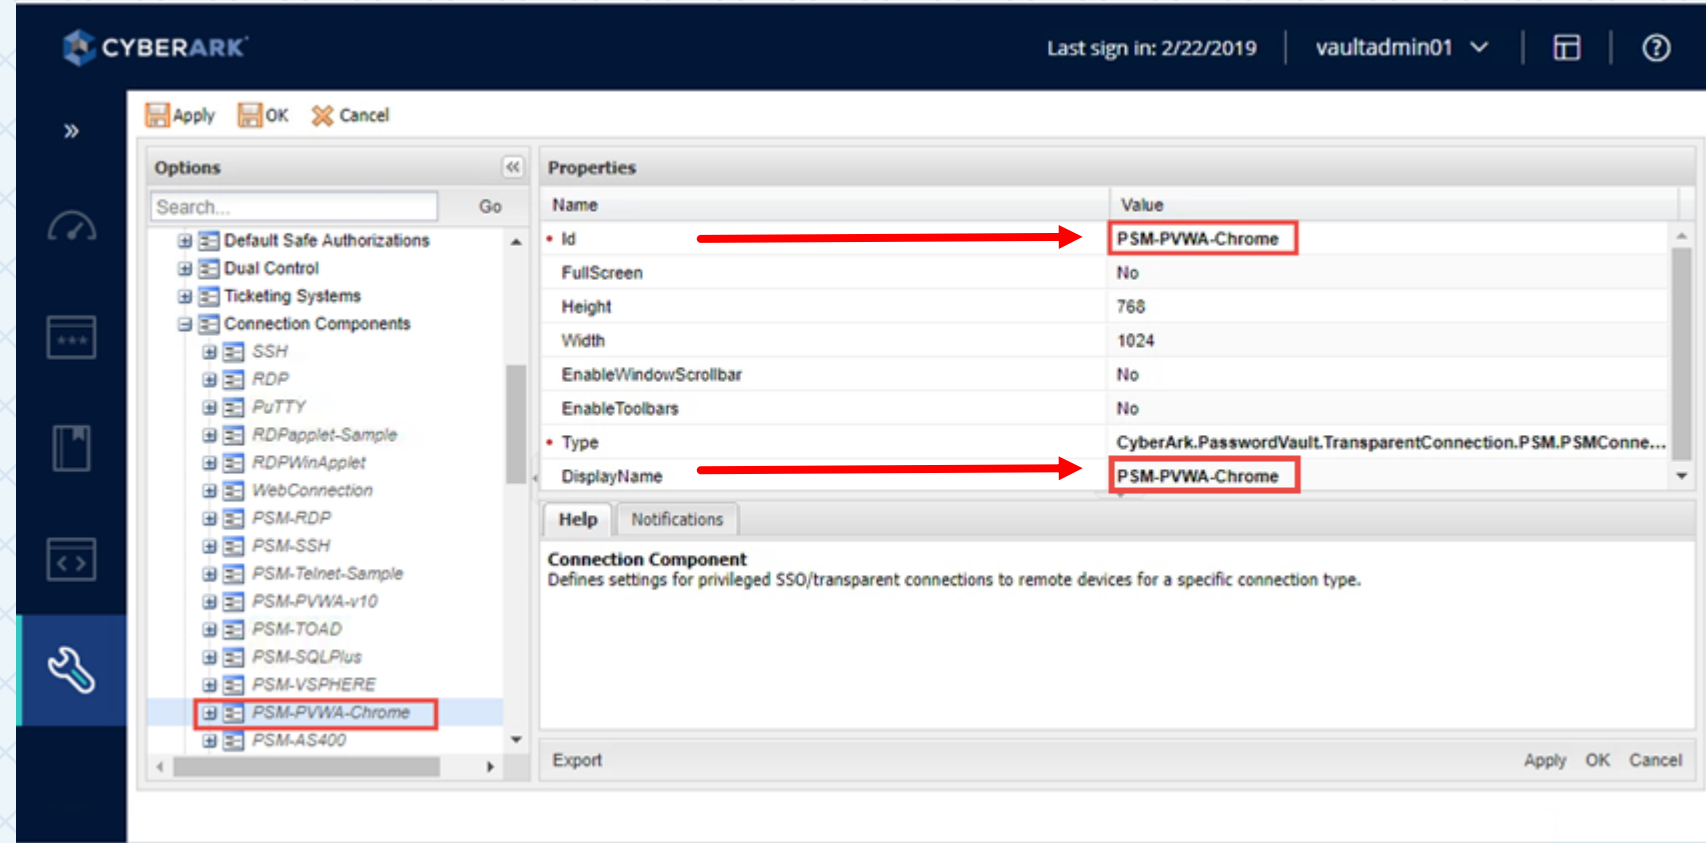 CYBERARK
Last sign in: 2/22/2019
vaultadmin01
Apply
OK
Cancel
Options
Search...
Go
Default Safe Authorizations
Dual Control
Ticketing Systems
Connection Components
SSH
RDP
PuTTY
RDPapplet-Sample
RDPWinApplet
WebConnection
PSM-RDP
PSM-SSH
PSM-Telnet-Sample
PSM-PVWA-v10
PSM-TOAD
PSM-SQLPlus
PSM-VSPHERE
PSM-PVWA-Chrome
PSM-AS400
Properties
Name Value
Id PSM-PVWA-Chrome
FullScreen No
Height 768
Width 1024
EnableWindowScrollbar No
EnableToolbars No
Type CyberArk.PasswordVault.TransparentConnection.PSM.PSMConne...
DisplayName PSM-PVWA-Chrome
Help Notifications
Connection Component
Defines settings for privileged SSO/transparent connections to remote devices for a specific connection type.
Export
Apply OK Cancel